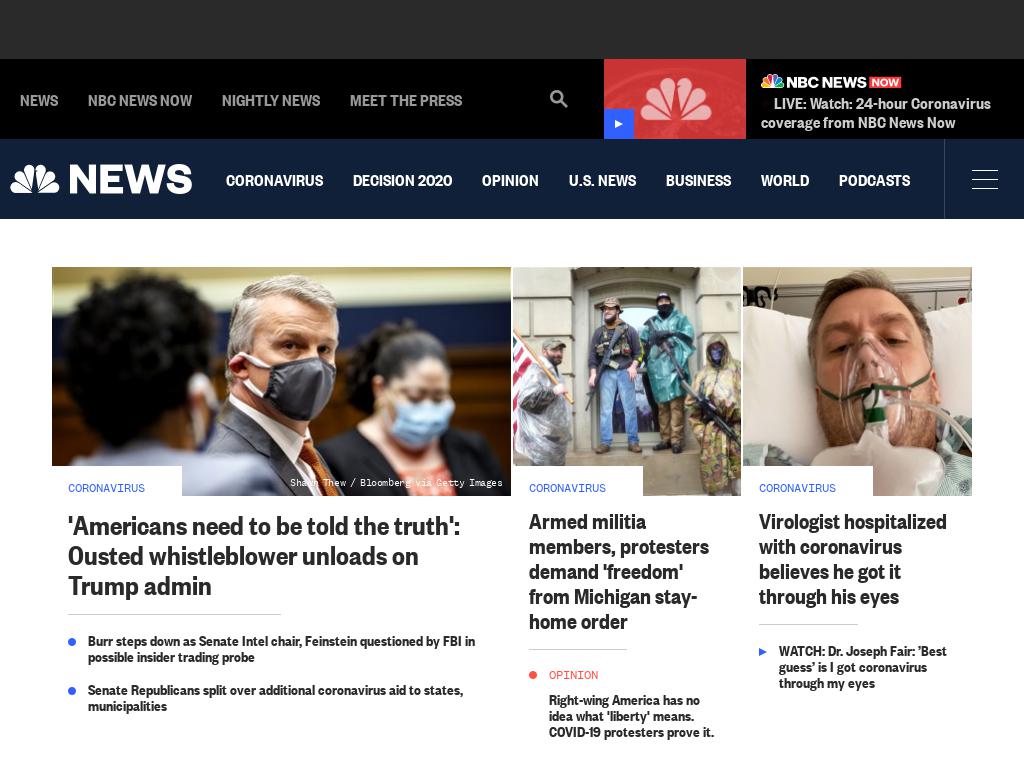 NEWS
NBC NEWS NOW
NIGHTLY NEWS
MEET THE PRESS
NBC NEWS NOW
LIVE: Watch: 24-hour Coronavirus
coverage from NBC News Now
NEWS
CORONAVIRUS
DECISION 2020
OPINION
U.S. NEWS
BUSINESS
WORLD
PODCASTS
Shawn Thew / Bloomberg via Getty Images
CORONAVIRUS
'Americans need to be told the truth':
Ousted whistleblower unloads on
Trump admin
Burr steps down as Senate Intel chair, Feinstein questioned by FBI in
possible insider trading probe
Senate Republicans split over additional coronavirus aid to states,
municipalities
CORONAVIRUS
Armed militia
members, protesters
demand 'freedom'
from Michigan stay-
home order
OPINION
Right-wing America has no
idea what 'liberty' means.
COVID-19 protesters prove it.
CORONAVIRUS
Virologist hospitalized
with coronavirus
believes he got it
through his eyes
WATCH: Dr. Joseph Fair: 'Best
guess' is I got coronavirus
through my eyes